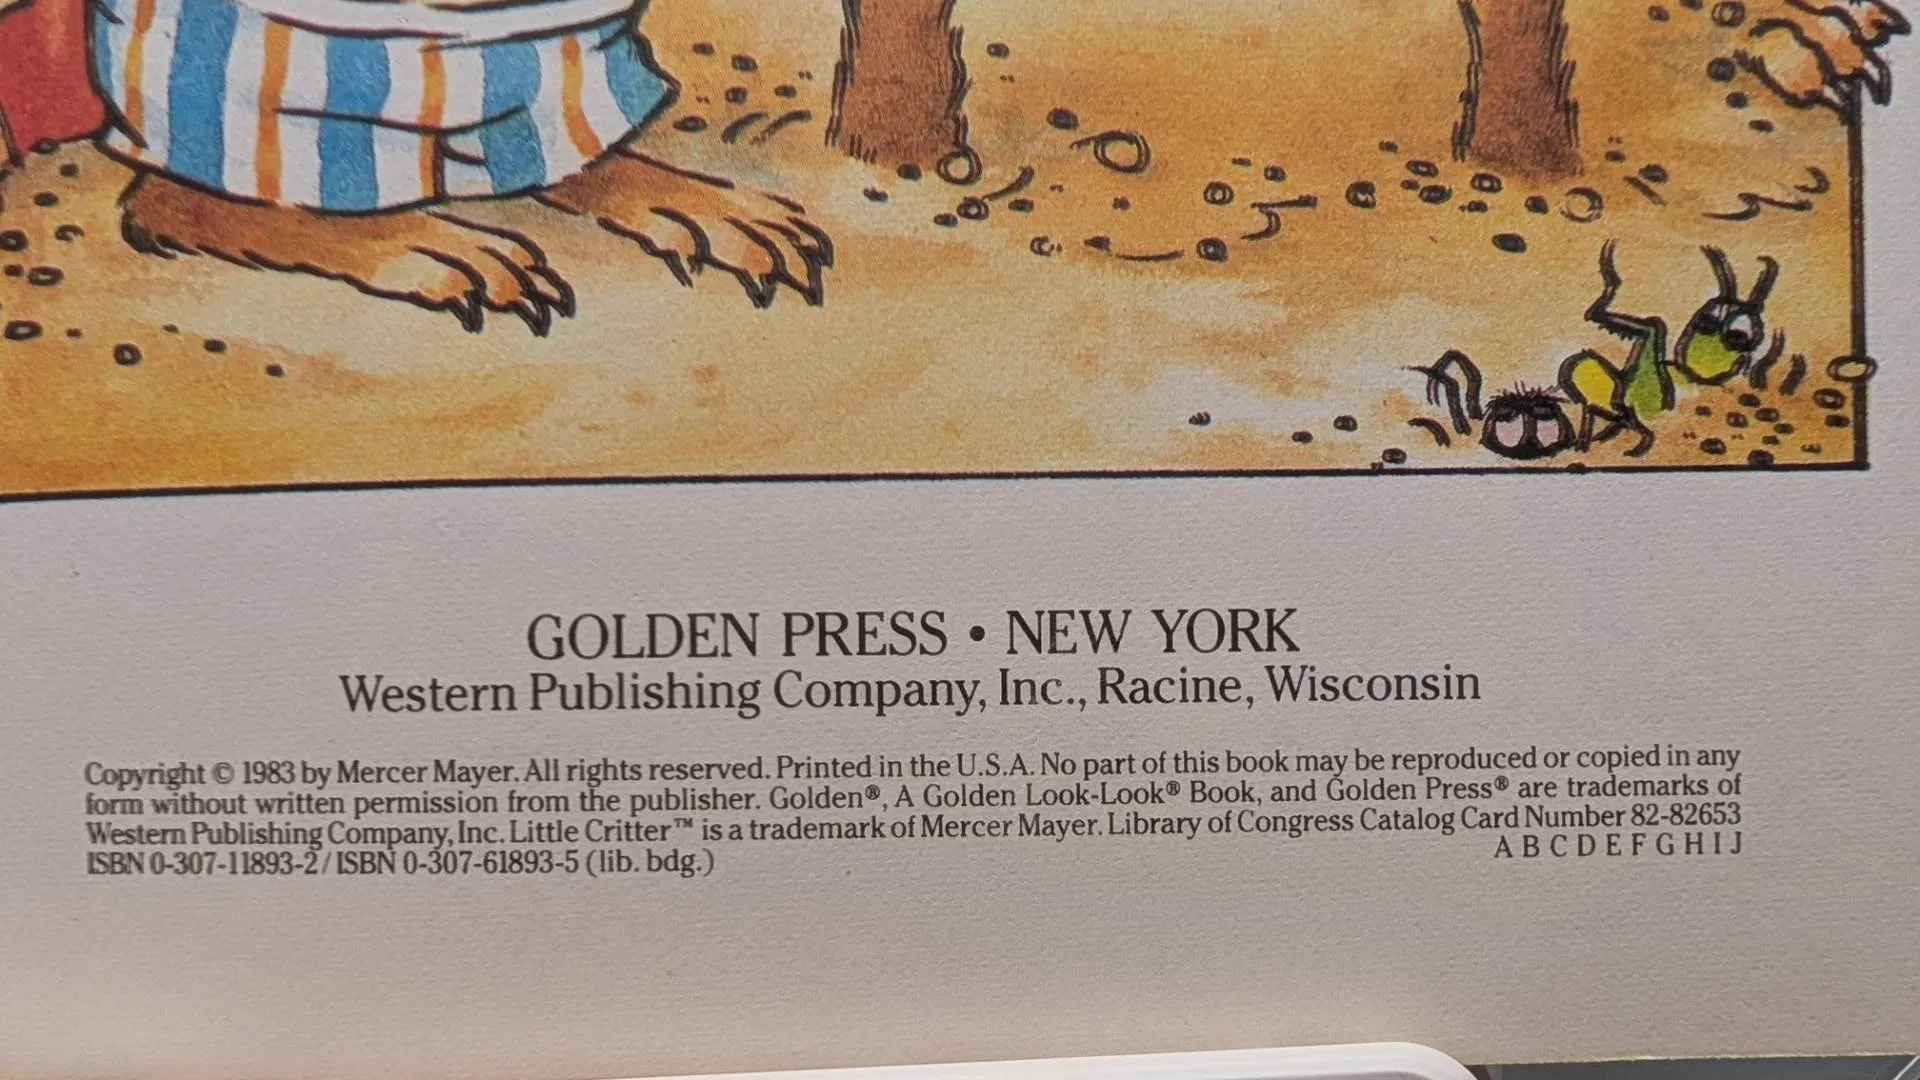 GOLDEN PRESS • NEW YORK
Western Publishing Company, Inc., Racine, Wisconsin
Copyright © 1983 by Mercer Mayer. All rights reserved. Printed in the U.S.A. No part of this book may be reproduced or copied in any
form without written permission from the publisher. Golden®, A Golden Look-Look® Book, and Golden Press® are trademarks of
Western Publishing Company, Inc. Little Critter™ is a trademark of Mercer Mayer. Library of Congress Catalog Card Number 82-82653
ISBN 0-307-11893-2/ISBN 0-307-61893-5 (lib. bdg.)
A B C D E F G H I J